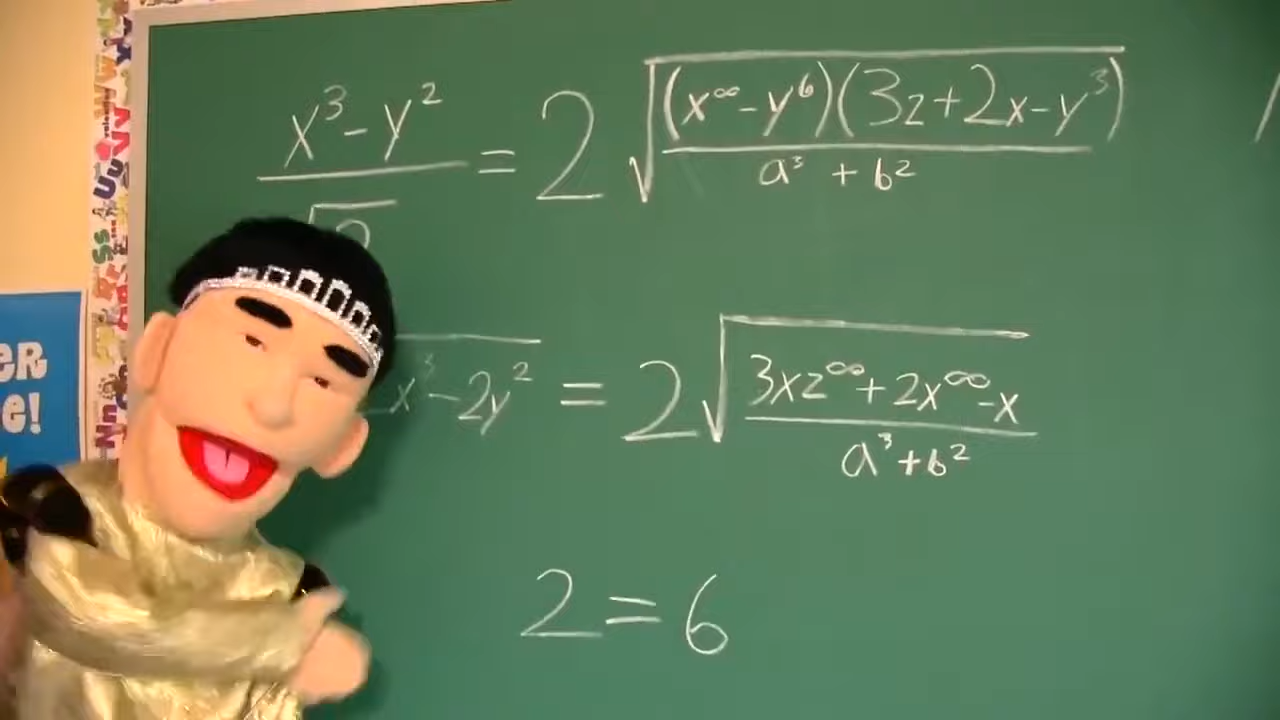 x³ - y² / √2 = 2 √((x^∞ - y⁶)(3z + 2x - y³) / a³ + b²)
ER
x³ - 2y² = 2 √(3xz^∞ + 2x^∞ - x / a³ + b²)
e!
2 = 6